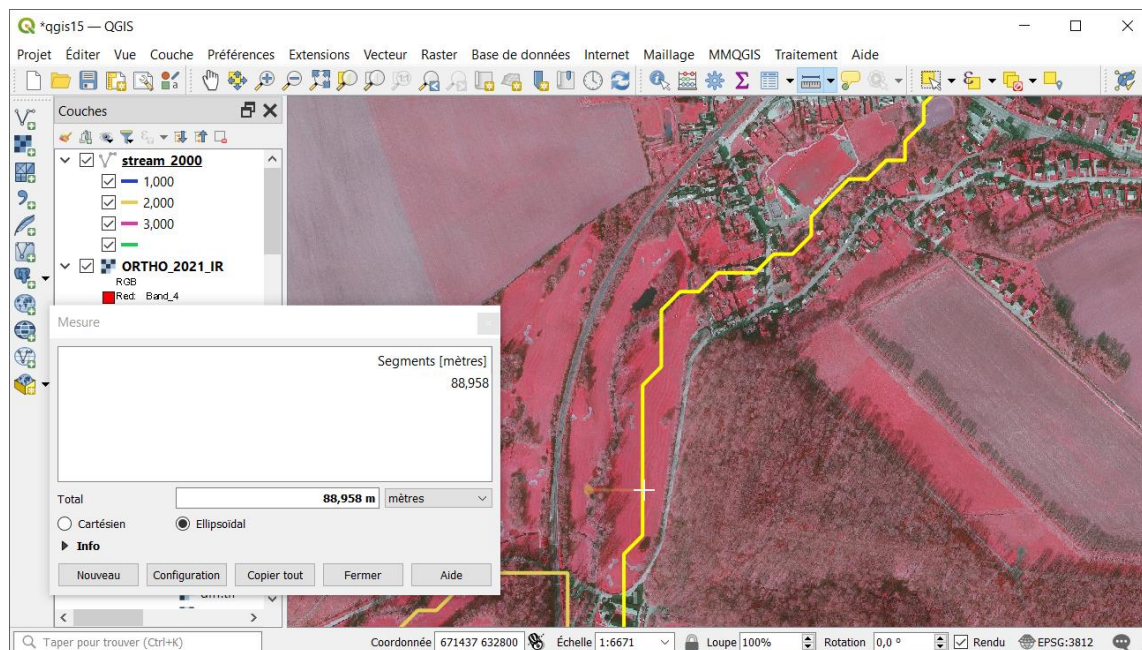 *qgis15 — QGIS
Projet Éditer Vue Couche Préférences Extensions Vecteur Raster Base de données Internet Maillage MMQGIS Traitement Aide
Couches
stream_2000
1,000
2,000
3,000
ORTHO_2021_IR
RGB
Red: Band_4
Mesure
Segments [mètres]
88,958
Total 88,958 m mètres
Cartésien Ellipsoïdal
Info
Nouveau Configuration Copier tout Fermer Aide
Taper pour trouver (Ctrl+K) Coordonnée 671437 632800 Échelle 1:6671 Loupe 100% Rotation 0,0 ° Rendu EPSG:3812